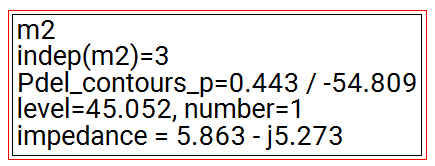 m2
indep(m2)=3
Pdel_contours_p=0.443 / -54.809
level=45.052, number=1
impedance = 5.863 - j5.273